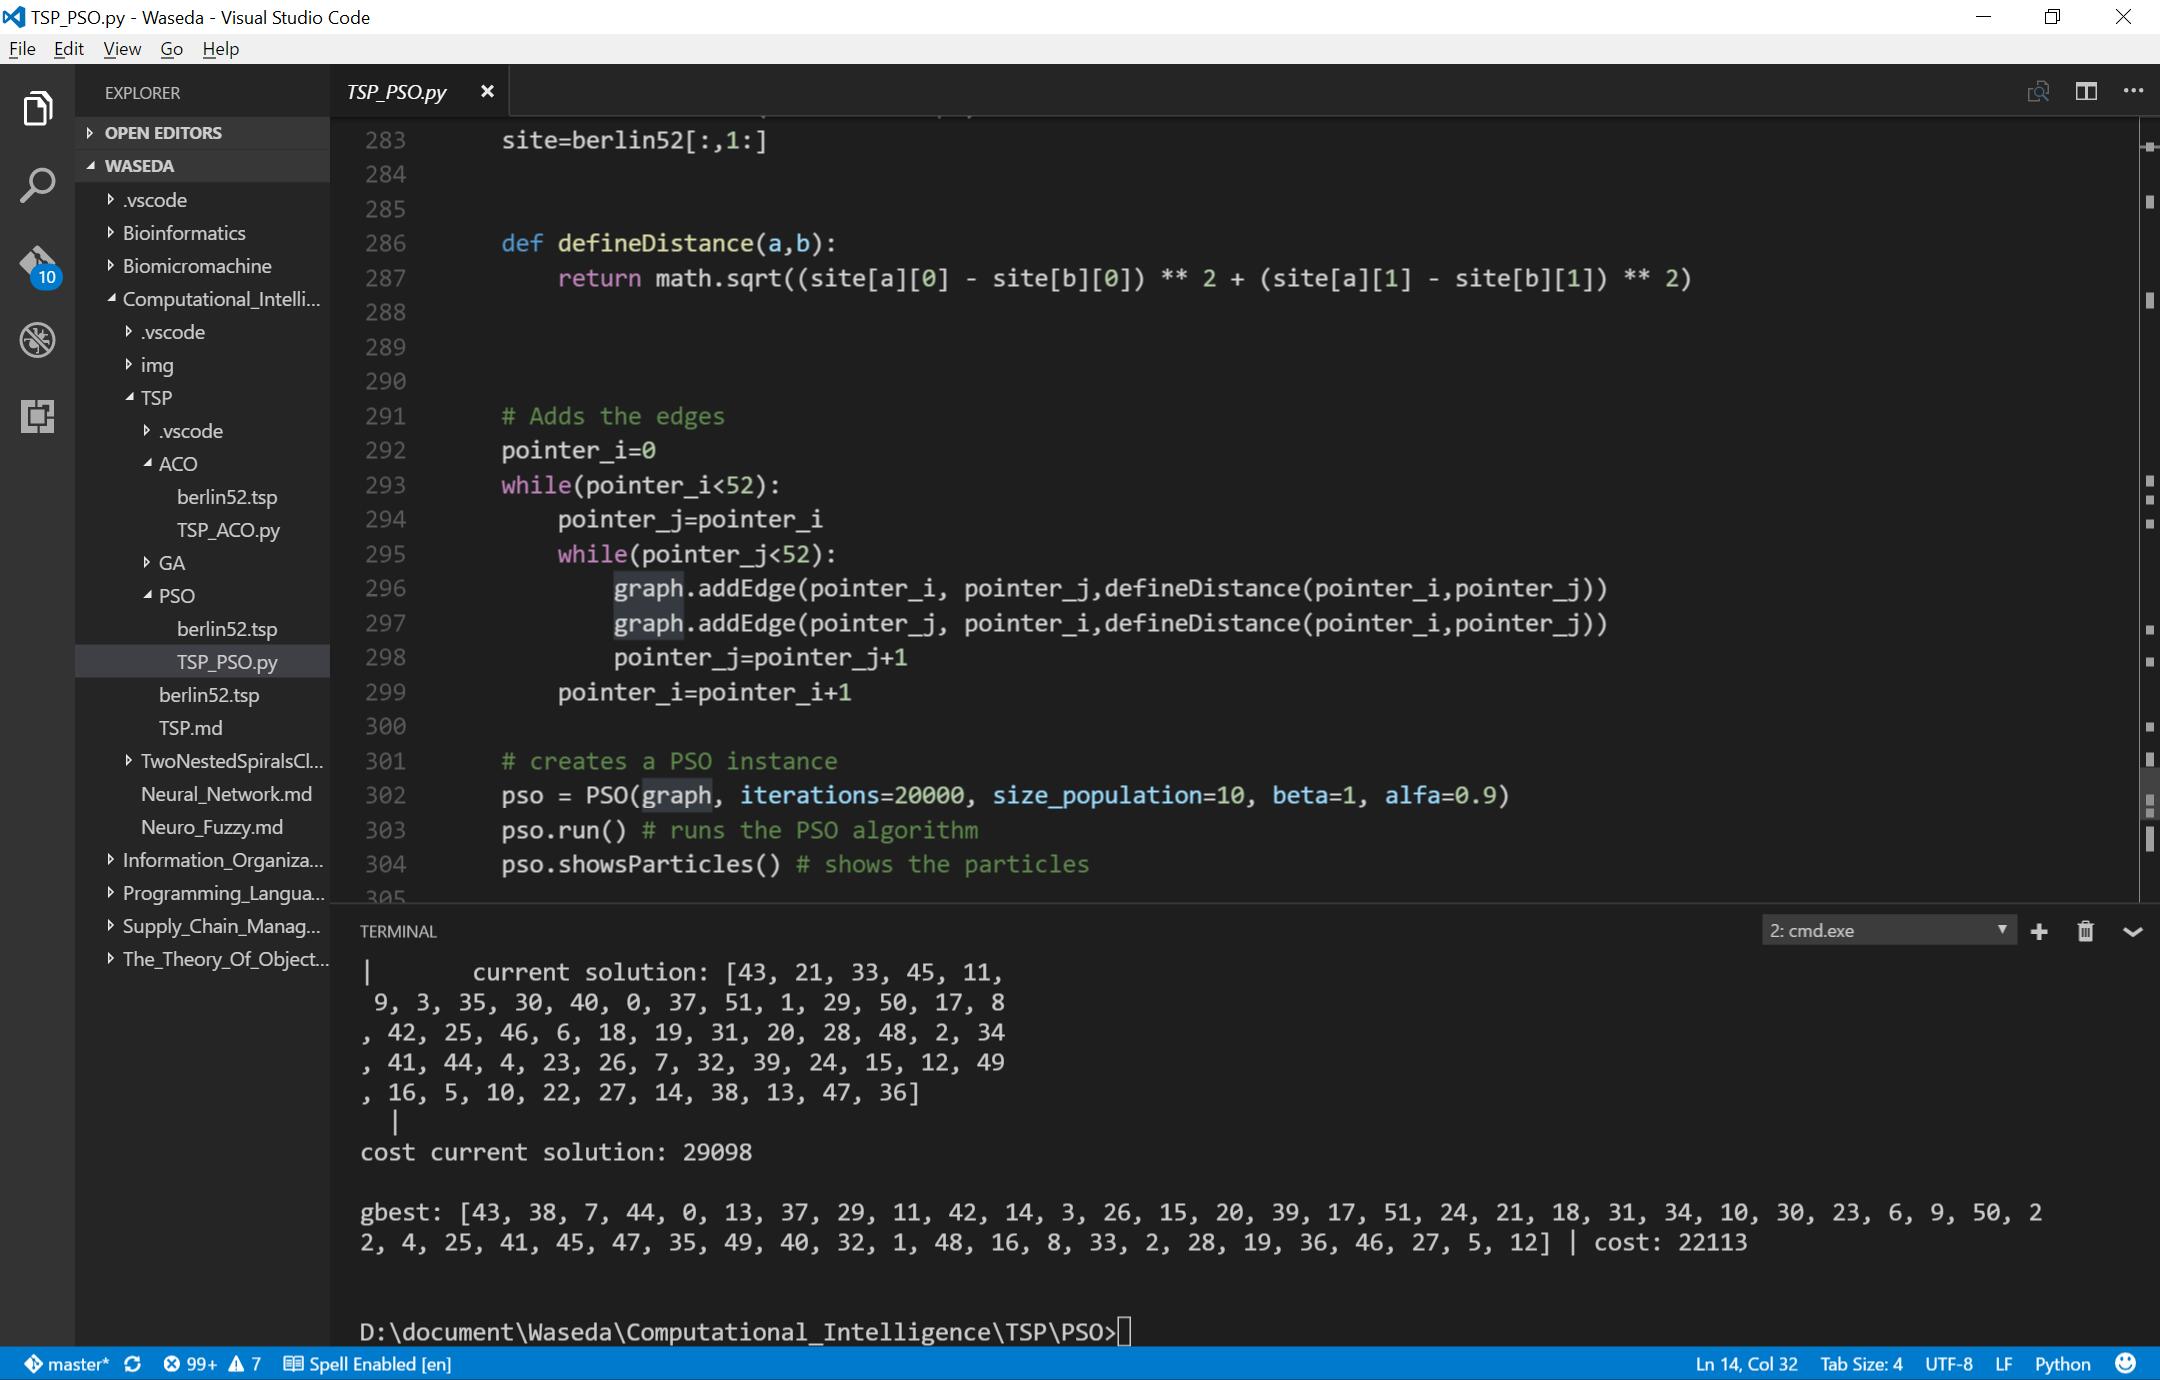 TSP_PSO.py - Waseda - Visual Studio Code
File Edit View Go Help
EXPLORER
OPEN EDITORS
WASEDA
.vscode
Bioinformatics
Biomicromachine
Computational_Intelli...
.vscode
img
TSP
.vscode
ACO
berlin52.tsp
TSP_ACO.py
GA
PSO
berlin52.tsp
TSP_PSO.py
berlin52.tsp
TSP.md
TwoNestedSpiralsCl...
Neural_Network.md
Neuro_Fuzzy.md
Information_Organiza...
Programming_Langua...
Supply_Chain_Manag...
The_Theory_Of_Object...
10
TSP_PSO.py
283 site=berlin52[:,1:]
284
285
286 def defineDistance(a,b):
287 return math.sqrt((site[a][0] - site[b][0]) ** 2 + (site[a][1] - site[b][1]) ** 2)
288
289
290
291 # Adds the edges
292 pointer_i=0
293 while(pointer_i<52):
294 pointer_j=pointer_i
295 while(pointer_j<52):
296 graph.addEdge(pointer_i, pointer_j,defineDistance(pointer_i,pointer_j))
297 graph.addEdge(pointer_j, pointer_i,defineDistance(pointer_i,pointer_j))
298 pointer_j=pointer_j+1
299 pointer_i=pointer_i+1
300
301 # creates a PSO instance
302 pso = PSO(graph, iterations=20000, size_population=10, beta=1, alfa=0.9)
303 pso.run() # runs the PSO algorithm
304 pso.showsParticles() # shows the particles
305
TERMINAL
2: cmd.exe
| current solution: [43, 21, 33, 45, 11,
9, 3, 35, 30, 40, 0, 37, 51, 1, 29, 50, 17, 8
, 42, 25, 46, 6, 18, 19, 31, 20, 28, 48, 2, 34
, 41, 44, 4, 23, 26, 7, 32, 39, 24, 15, 12, 49
, 16, 5, 10, 22, 27, 14, 38, 13, 47, 36]
|
cost current solution: 29098
gbest: [43, 38, 7, 44, 0, 13, 37, 29, 11, 42, 14, 3, 26, 15, 20, 39, 17, 51, 24, 21, 18, 31, 34, 10, 30, 23, 6, 9, 50, 2
2, 4, 25, 41, 45, 47, 35, 49, 40, 32, 1, 48, 16, 8, 33, 2, 28, 19, 36, 46, 27, 5, 12] | cost: 22113
D:\document\Waseda\Computational_Intelligence\TSP\PSO>
master* 99+ 7 Spell Enabled [en] Ln 14, Col 32 Tab Size: 4 UTF-8 LF Python